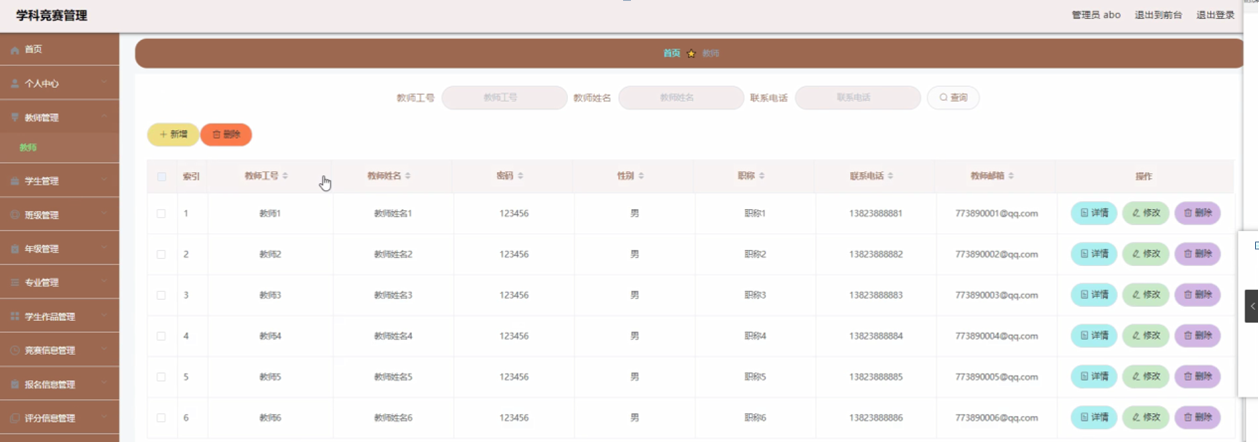 学科竞赛管理
管理员 abo 退出到前台 退出登录
首页
个人中心
教师管理
教师
学生管理
班级管理
年级管理
专业管理
学生作品管理
竞赛信息管理
报名信息管理
评分信息管理
首页 教师
教师工号 教师工号 教师姓名 教师姓名 联系电话 联系电话 查询
新增 删除
索引 教师工号 教师姓名 密码 性别 职称 联系电话 教师邮箱 操作
1 教师1 教师姓名1 123456 男 职称1 13823888881 773890001@qq.com 详情 修改 删除
2 教师2 教师姓名2 123456 男 职称2 13823888882 773890002@qq.com 详情 修改 删除
3 教师3 教师姓名3 123456 男 职称3 13823888883 773890003@qq.com 详情 修改 删除
4 教师4 教师姓名4 123456 男 职称4 13823888884 773890004@qq.com 详情 修改 删除
5 教师5 教师姓名5 123456 男 职称5 13823888885 773890005@qq.com 详情 修改 删除
6 教师6 教师姓名6 123456 男 职称6 13823888886 773890006@qq.com 详情 修改 删除